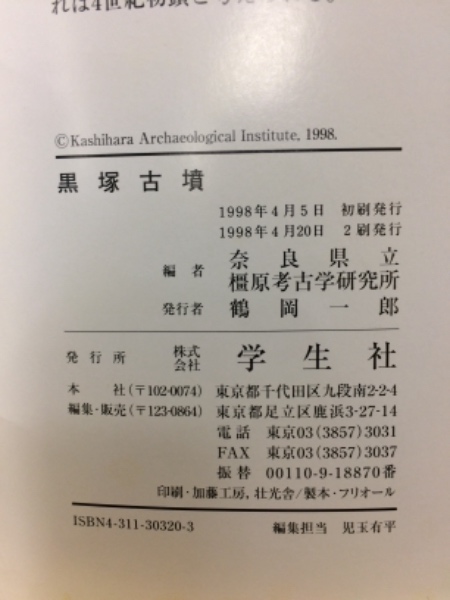 ©Kashihara Archaeological Institute, 1998.
黒塚古墳
1998年4月5日 初刷発行
1998年4月20日 2刷発行
編者 奈良県立
橿原考古学研究所
発行者 鶴岡一郎
発行所 株式会社 学生社
本社(〒102-0074) 東京都千代田区九段南2-2-4
編集・販売(〒123-0864) 東京都足立区鹿浜3-27-14
電話 東京03(3857)3031
FAX 東京03(3857)3037
振替 00110-9-18870番
印刷・加藤工房, 壮光舎/製本・フリオール
ISBN4-311-30320-3 編集担当 児玉有平